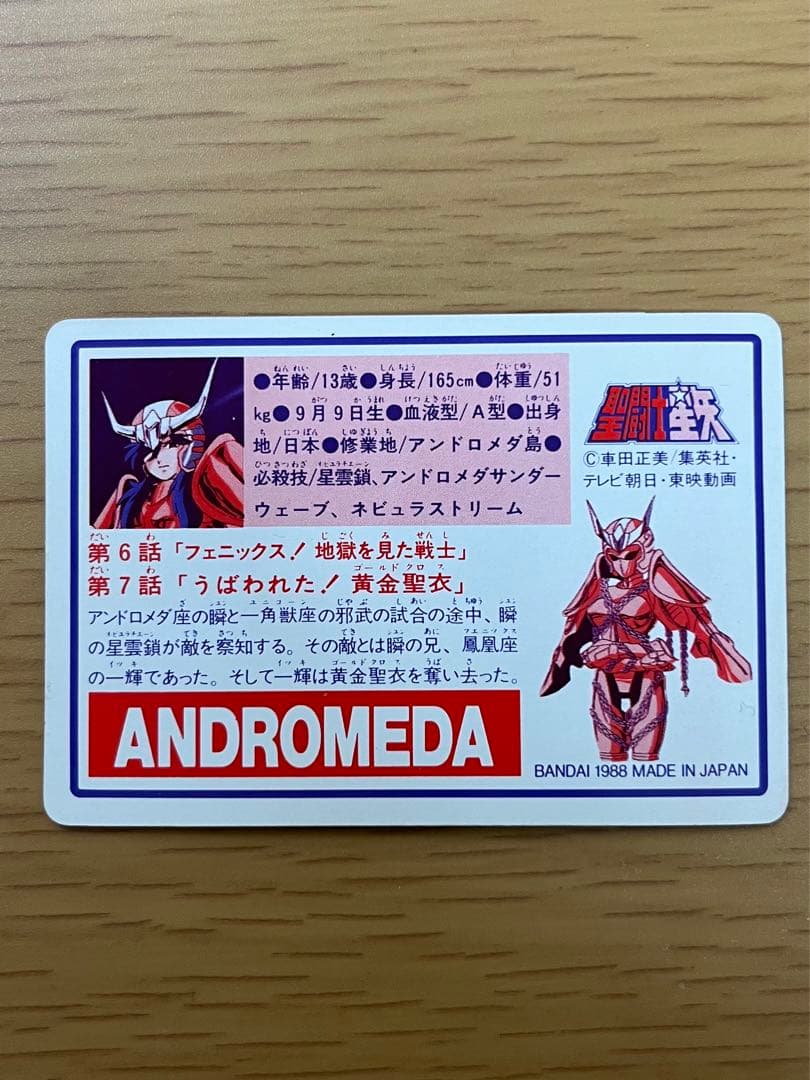 ●年齢/13歳●身長/165cm●体重/51
kg●9月9日生●血液型/A型●出身
地/日本●修業地/アンドロメダ島●
必殺技/星雲鎖、アンドロメダサンダー
ウェーブ、ネビュラストリーム
聖闘士星矢
©車田正美/集英社・
テレビ朝日・東映動画
第6話「フェニックス!地獄を見た戦士」
第7話「うばわれた!黄金聖衣」
アンドロメダ座の瞬と一角獣座の邪武の試合の途中、瞬
の星雲鎖が敵を察知する。その敵とは瞬の兄、鳳凰座
の一輝であった。そして一輝は黄金聖衣を奪い去った。
ANDROMEDA
BANDAI 1988 MADE IN JAPAN